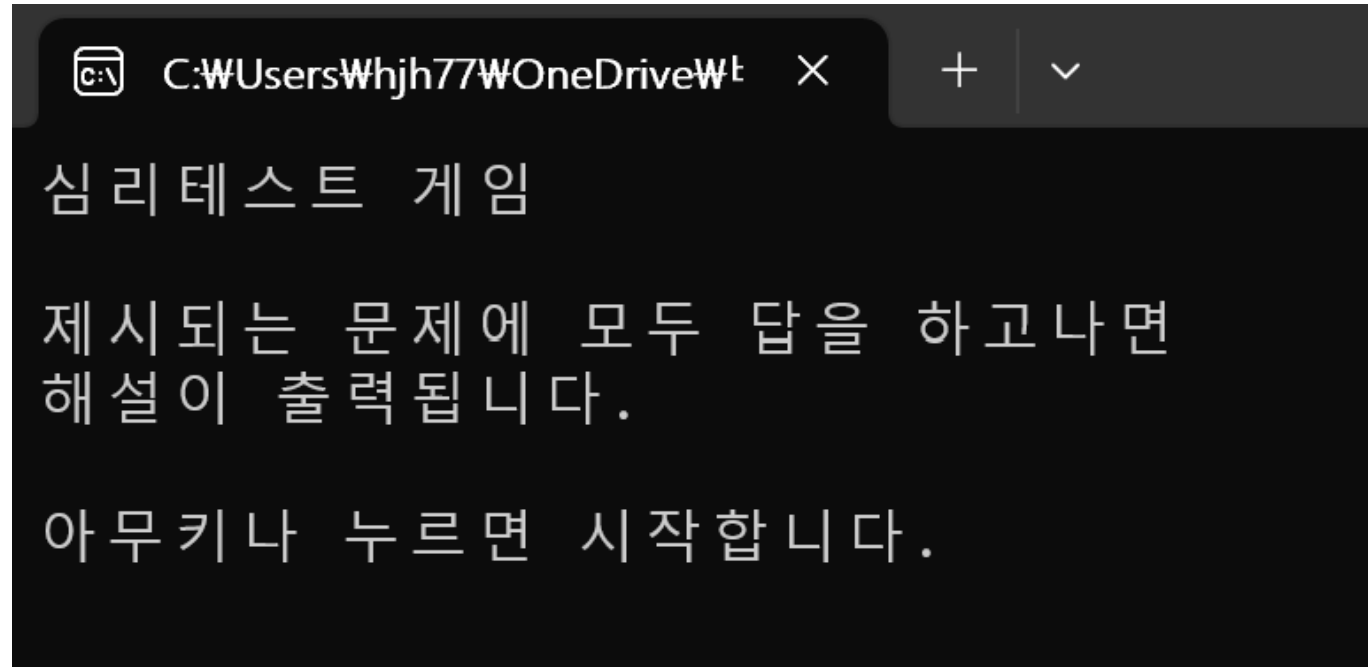 C:₩Users₩hjh77₩OneDrive₩
심리테스트 게임
제시되는 문제에 모두 답을 하고나면
해설이 출력됩니다.
아무키나 누르면 시작합니다.